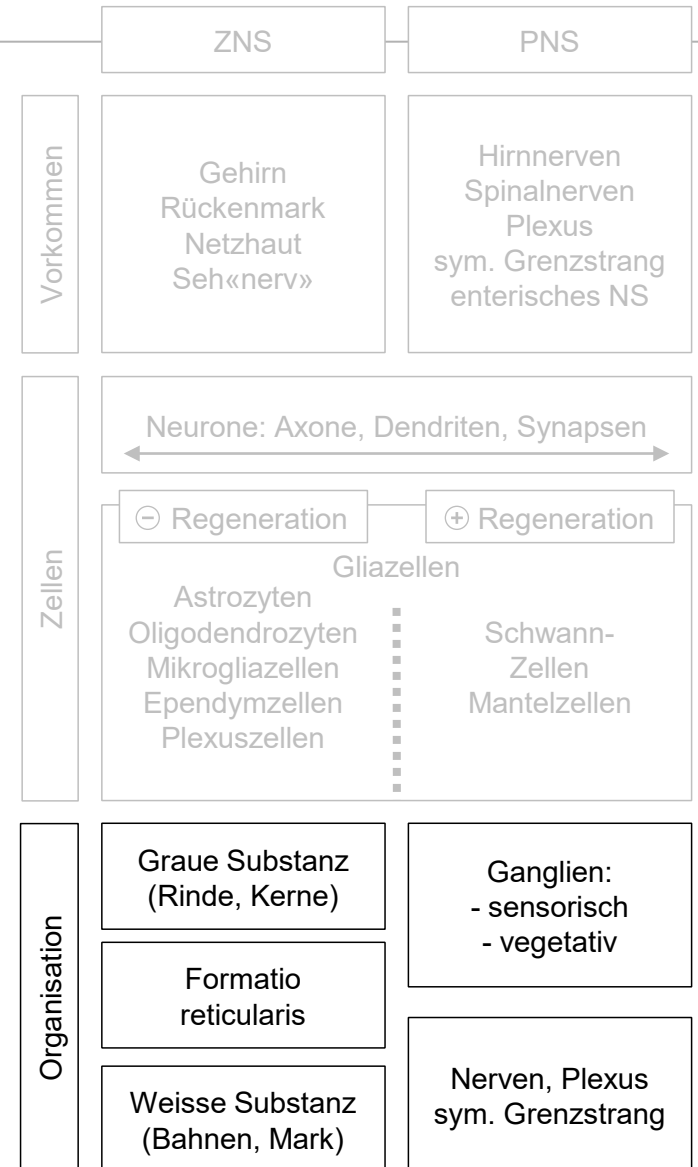 ZNS
PNS
Vorkommen
Gehirn
Rückenmark
Netzhaut
Seh«nerv»
Hirnnerven
Spinalnerven
Plexus
sym. Grenzstrang
enterisches NS
Zellen
Neurone: Axone, Dendriten, Synapsen
⊖ Regeneration
⊕ Regeneration
Gliazellen
Astrozyten
Oligodendrozyten
Mikrogliazellen
Ependymzellen
Plexuszellen
Schwann-
Zellen
Mantelzellen
Organisation
Graue Substanz
(Rinde, Kerne)
Formatio
reticularis
Weisse Substanz
(Bahnen, Mark)
Ganglien:
- sensorisch
- vegetativ
Nerven, Plexus
sym. Grenzstrang